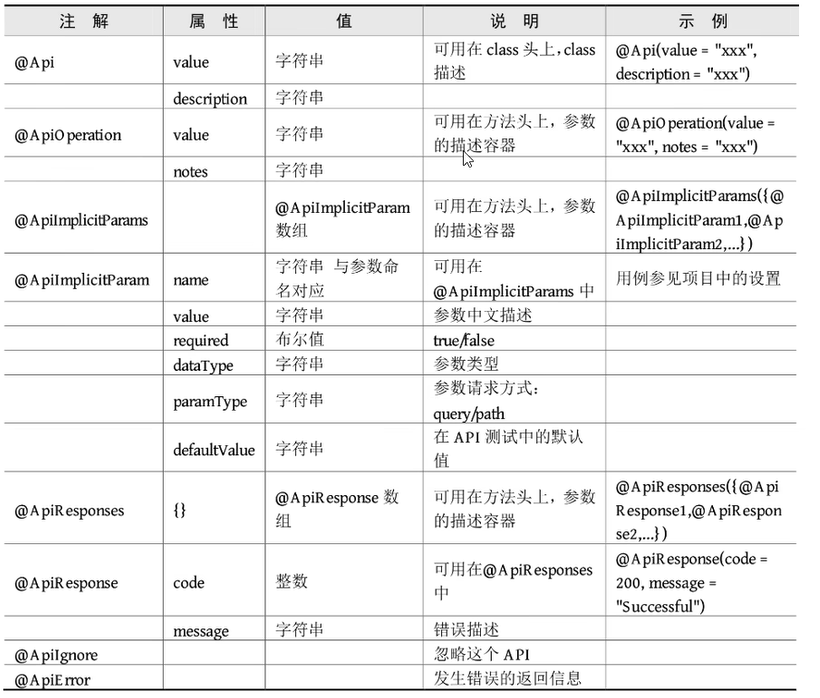 注 解 属 性 值 说 明 示 例
@Api value 字符串 可用在 class 头上，class 描述 @Api(value = "xxx", description = "xxx")
description 字符串
@ApiOperation value 字符串 可用在方法头上，参数的描述容器 @ApiOperation(value = "xxx", notes = "xxx")
notes 字符串
@ApiImplicitParams @ApiImplicitParam 数组 可用在方法头上，参数的描述容器 @ApiImplicitParams({@ApiImplicitParam1,@ApiImplicitParam2,...})
@ApiImplicitParam name 字符串 与参数命名对应 可用在 @ApiImplicitParams 中 用例参见项目中的设置
value 字符串 参数中文描述
required 布尔值 true/false
dataType 字符串 参数类型
paramType 字符串 参数请求方式：query/path
defaultValue 字符串 在 API 测试中的默认值
@ApiResponses {} @ApiResponse 数组 可用在方法头上，参数的描述容器 @ApiResponses({@ApiResponse1,@ApiResponse2,...})
@ApiResponse code 整数 可用在@ApiResponses 中 @ApiResponse(code = 200, message = "Successful")
message 字符串 错误描述
@ApiIgnore 忽略这个 API
@ApiError 发生错误的返回信息